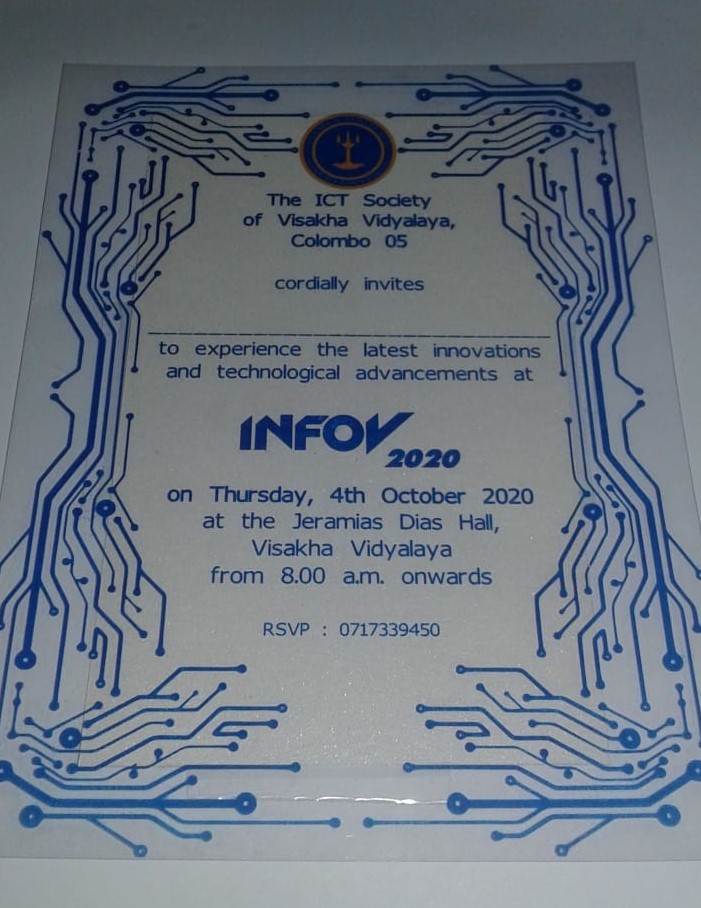 The ICT Society
of Visakha Vidyalaya,
Colombo 05
cordially invites
to experience the latest innovations
and technological advancements at
INFOV
2020
on Thursday, 4th October 2020
at the Jeramias Dias Hall,
Visakha Vidyalaya
from 8.00 a.m. onwards
RSVP : 0717339450